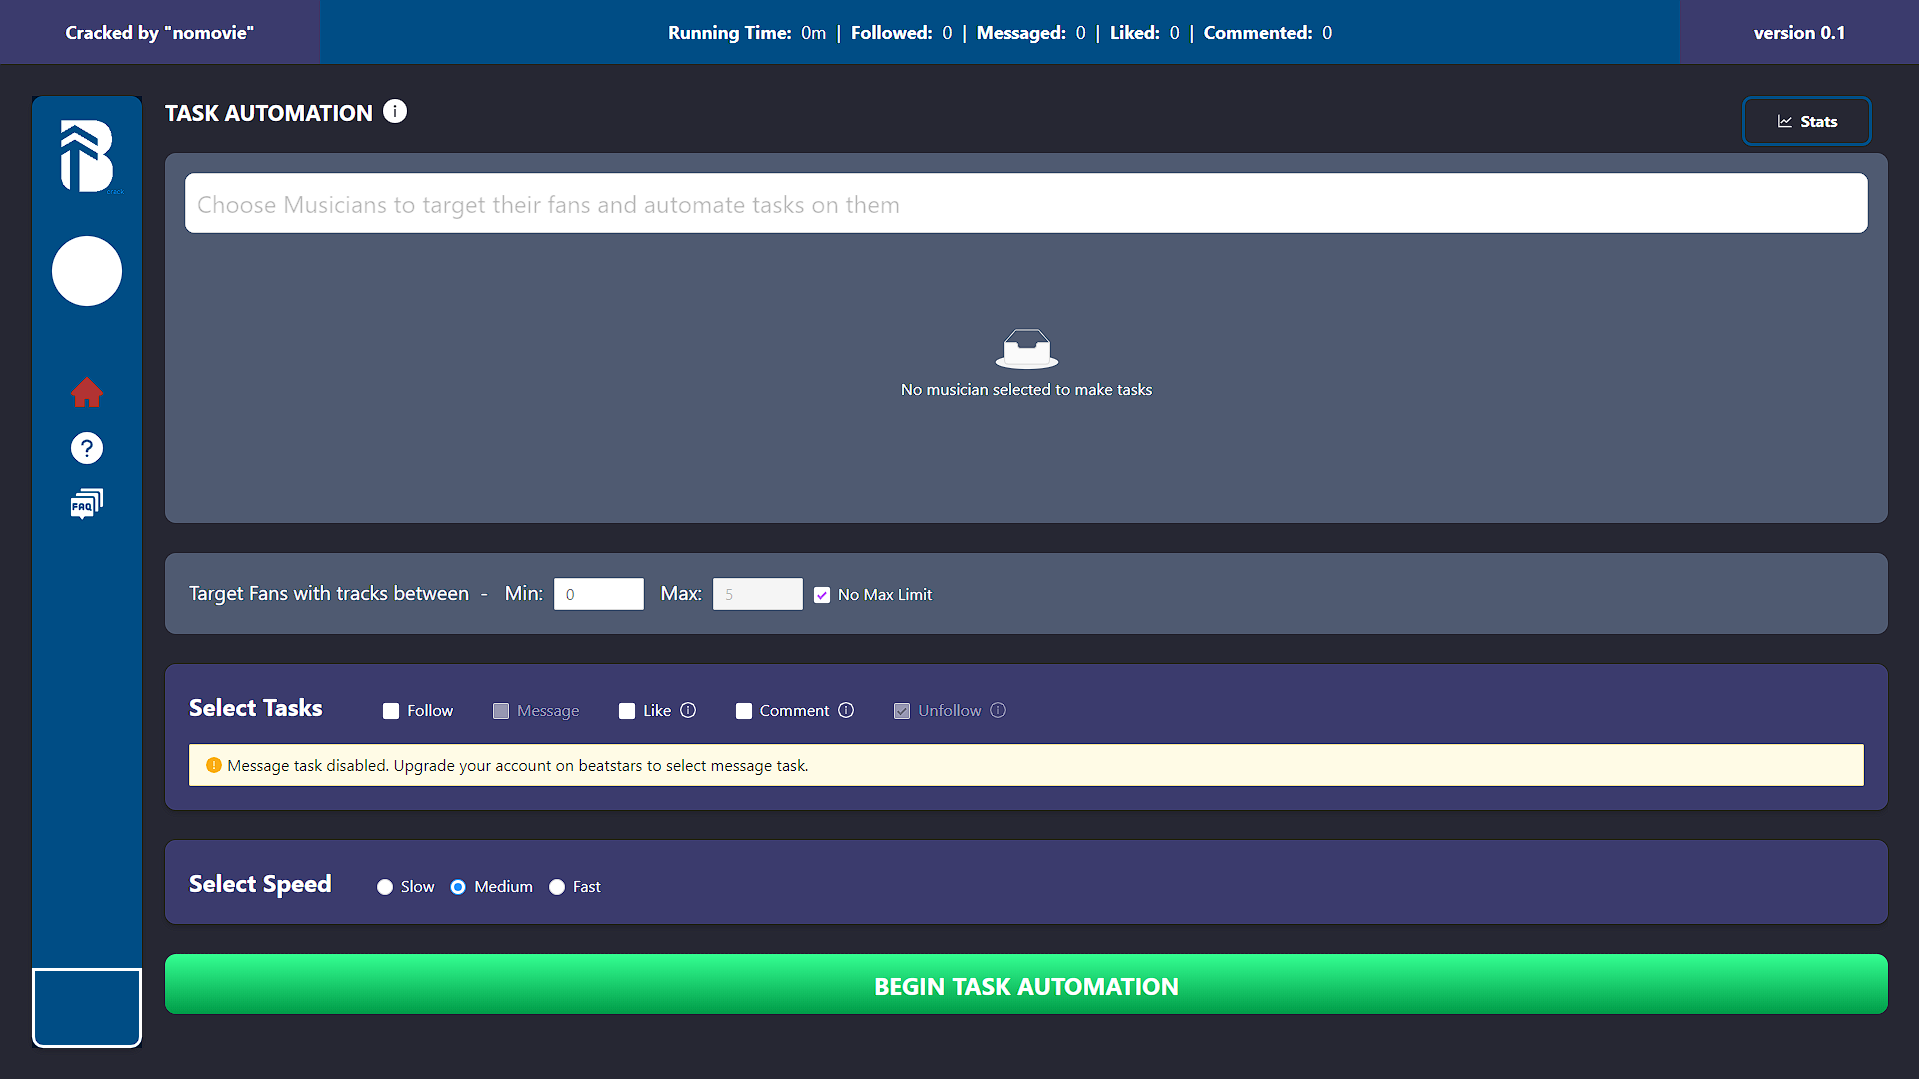 Cracked by "nomovie"
Running Time: 0m | Followed: 0 | Messaged: 0 | Liked: 0 | Commented: 0
version 0.1
B
crack
TASK AUTOMATION i
Stats
Choose Musicians to target their fans and automate tasks on them
No musician selected to make tasks
?
FAQ
Target Fans with tracks between - Min: 0 Max: 5 No Max Limit
Select Tasks Follow Message Like Comment Unfollow
Message task disabled. Upgrade your account on beatstars to select message task.
Select Speed Slow Medium Fast
BEGIN TASK AUTOMATION